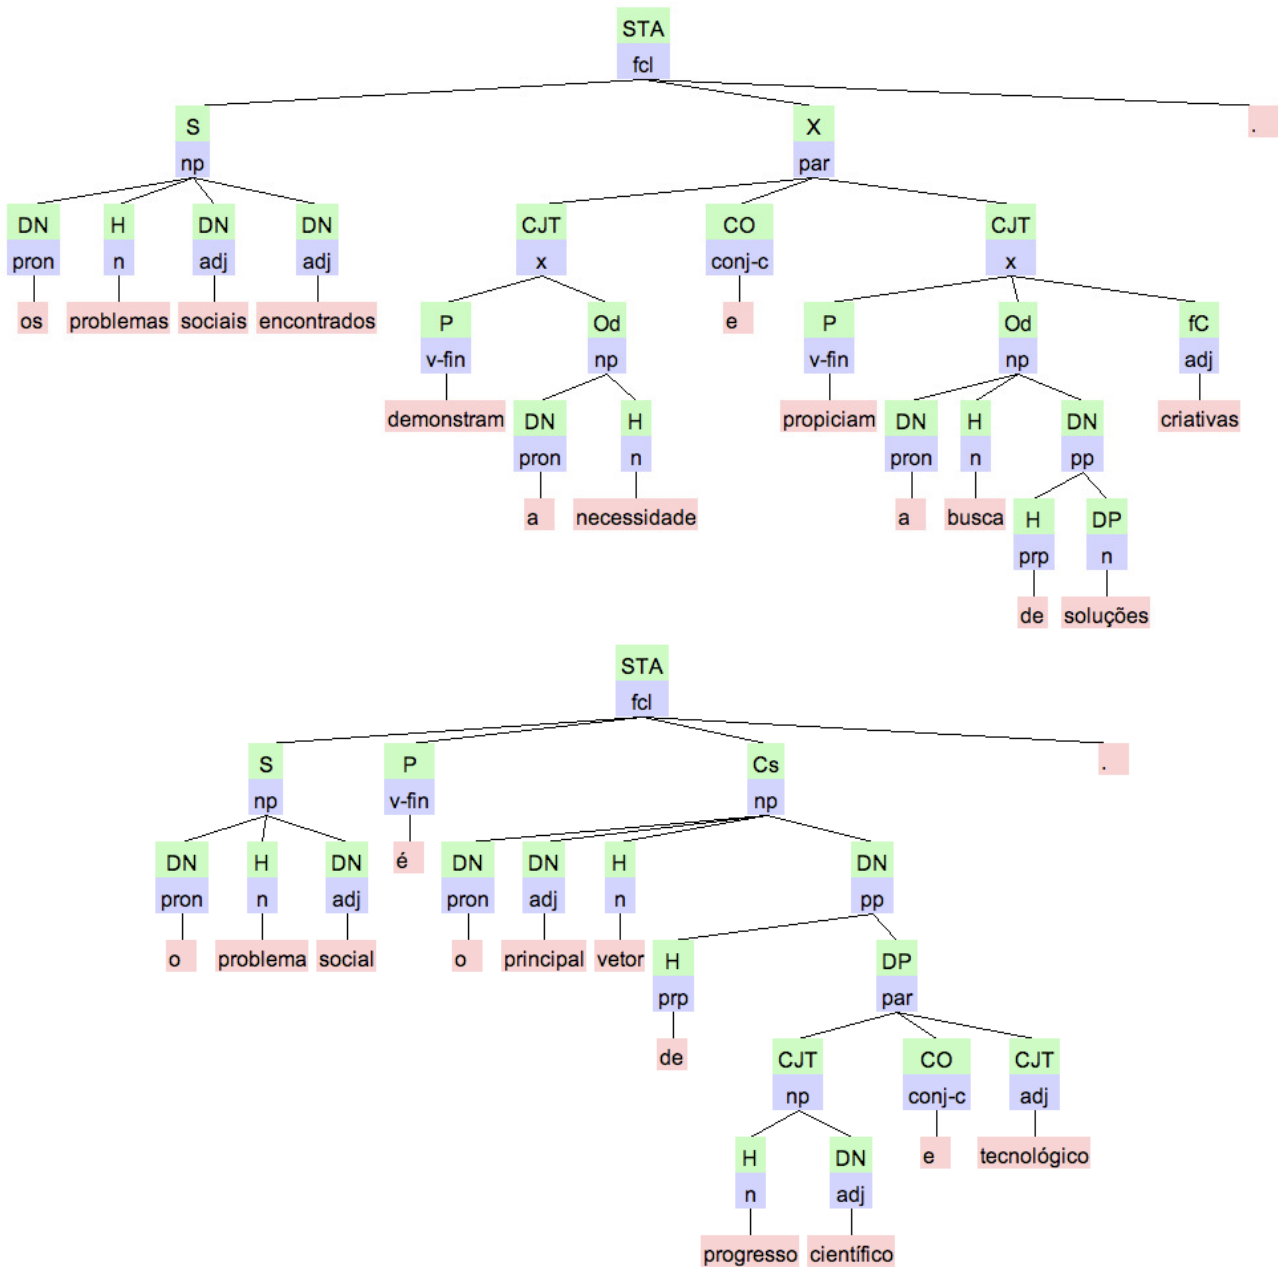 STA
fcl
S X .
np par
DN H DN DN CJT CO CJT
pron n adj adj x conj-c x
os problemas sociais encontrados P Od e P Od fC
v-fin np v-fin np adj
demonstram DN H propiciam DN H DN criativas
pron n pron n pp
a necessidade a busca H DP
prp n
de soluções
STA
fcl
S P Cs .
np v-fin np
DN H DN é DN DN H DN
pron n adj pron adj n pp
o problema social o principal vetor H DP
prp par
de CJT CO CJT
np conj-c adj
H DN e tecnológico
n adj
progresso científico